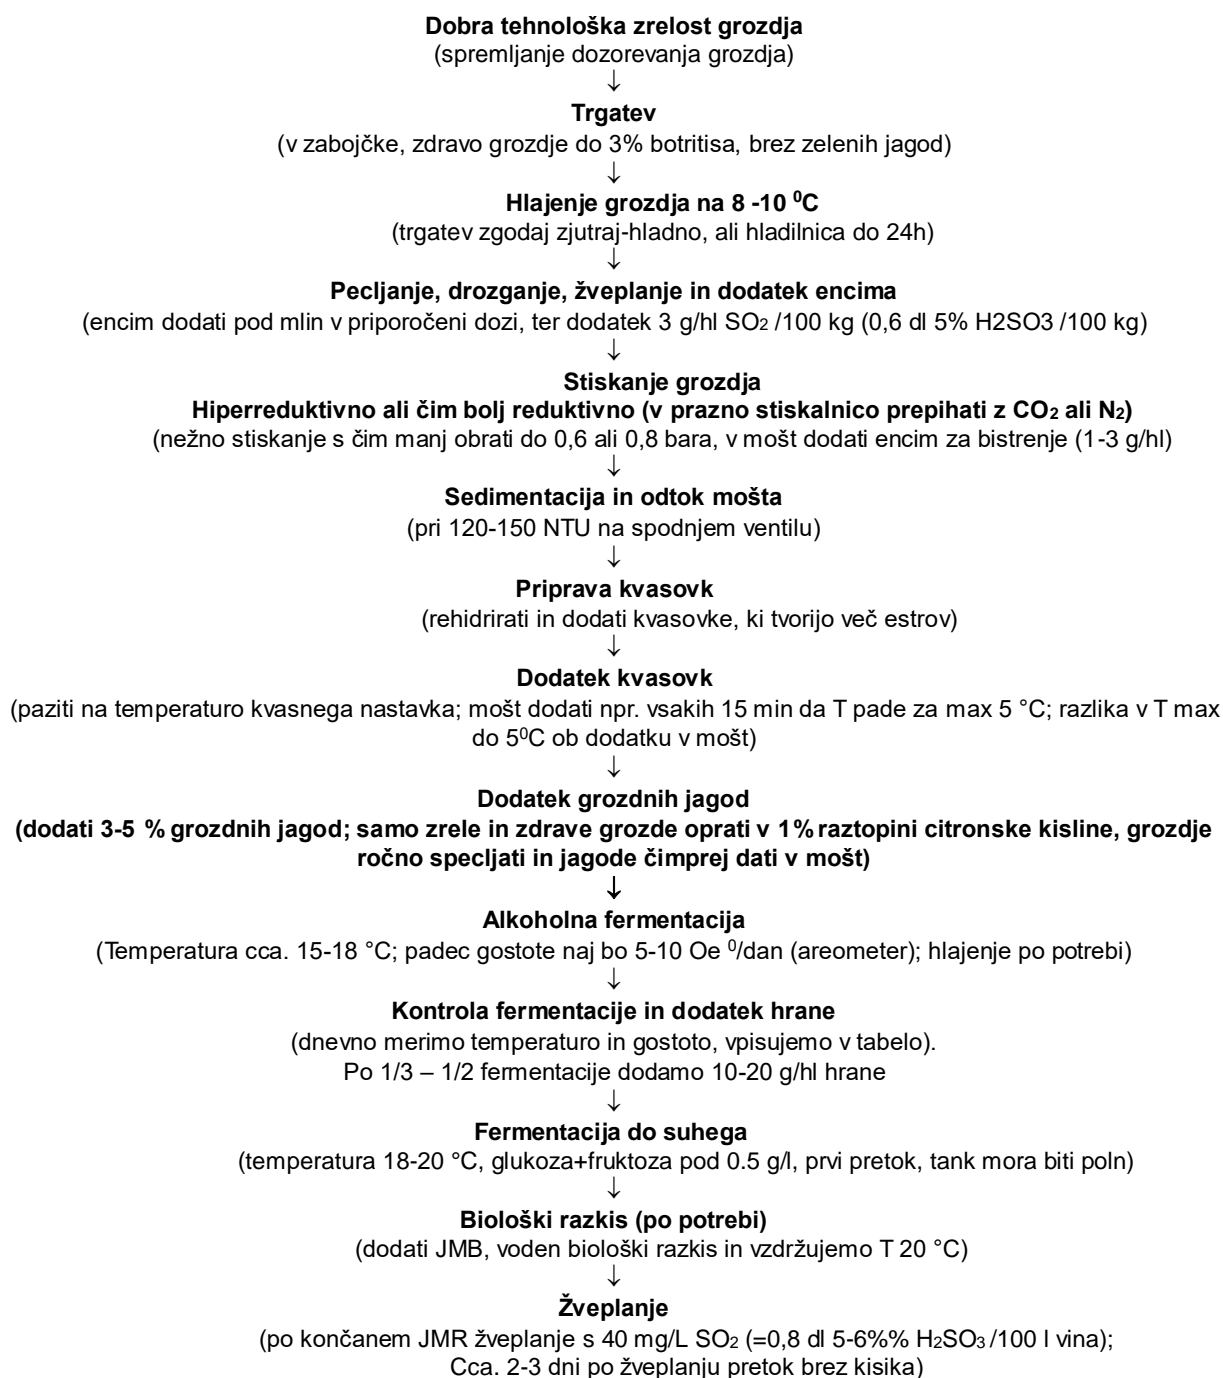 Dobra tehnološka zrelost grozdja
(spremljanje dozorevanja grozdja)
↓
Trgatev
(v zabojčke, zdravo grozdje do 3% botritisa, brez zelenih jagod)
↓
Hlajenje grozdja na 8 -10 ⁰C
(trgatev zgodaj zjutraj-hladno, ali hladilnica do 24h)
↓
Pecljanje, drozganje, žveplanje in dodatek encima
(encim dodati pod mlin v priporočeni dozi, ter dodatek 3 g/hl SO₂ /100 kg (0,6 dl 5% H2SO3 /100 kg)
↓
Stiskanje grozdja
Hiperreduktivno ali čim bolj reduktivno (v prazno stiskalnico prepihati z CO₂ ali N₂)
(nežno stiskanje s čim manj obrati do 0,6 ali 0,8 bara, v mošt dodati encim za bistrenje (1-3 g/hl)
↓
Sedimentacija in odtok mošta
(pri 120-150 NTU na spodnjem ventilu)
↓
Priprava kvasovk
(rehidrirati in dodati kvasovke, ki tvorijo več estrov)
↓
Dodatek kvasovk
(paziti na temperaturo kvasnega nastavka; mošt dodati npr. vsakih 15 min da T pade za max 5 °C; razlika v T max
do 5⁰C ob dodatku v mošt)
↓
Dodatek grozdnih jagod
(dodati 3-5 % grozdnih jagod; samo zrele in zdrave grozde oprati v 1% raztopini citronske kisline, grozdje
ročno specljati in jagode čimprej dati v mošt)
↓
Alkoholna fermentacija
(Temperatura cca. 15-18 °C; padec gostote naj bo 5-10 Oe ⁰/dan (areometer); hlajenje po potrebi)
↓
Kontrola fermentacije in dodatek hrane
(dnevno merimo temperaturo in gostoto, vpisujemo v tabelo).
Po 1/3 – 1/2 fermentacije dodamo 10-20 g/hl hrane
↓
Fermentacija do suhega
(temperatura 18-20 °C, glukoza+fruktoza pod 0.5 g/l, prvi pretok, tank mora biti poln)
↓
Biološki razkis (po potrebi)
(dodati JMB, voden biološki razkis in vzdržujemo T 20 °C)
↓
Žveplanje
(po končanem JMR žveplanje s 40 mg/L SO₂ (=0,8 dl 5-6%% H₂SO₃ /100 l vina);
Cca. 2-3 dni po žveplanju pretok brez kisika)